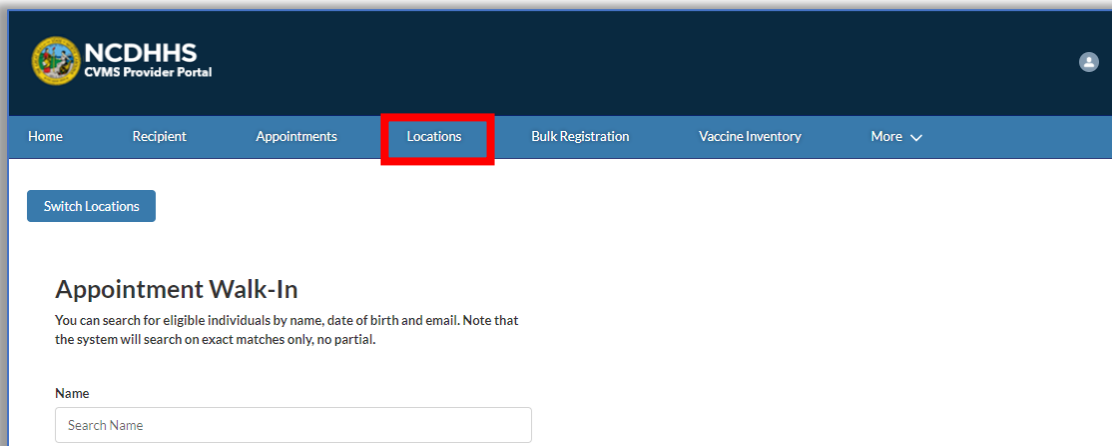 NCDHHS
CVMS Provider Portal
Home Recipient Appointments Locations Bulk Registration Vaccine Inventory More
Switch Locations
Appointment Walk-In
You can search for eligible individuals by name, date of birth and email. Note that
the system will search on exact matches only, no partial.
Name
Search Name